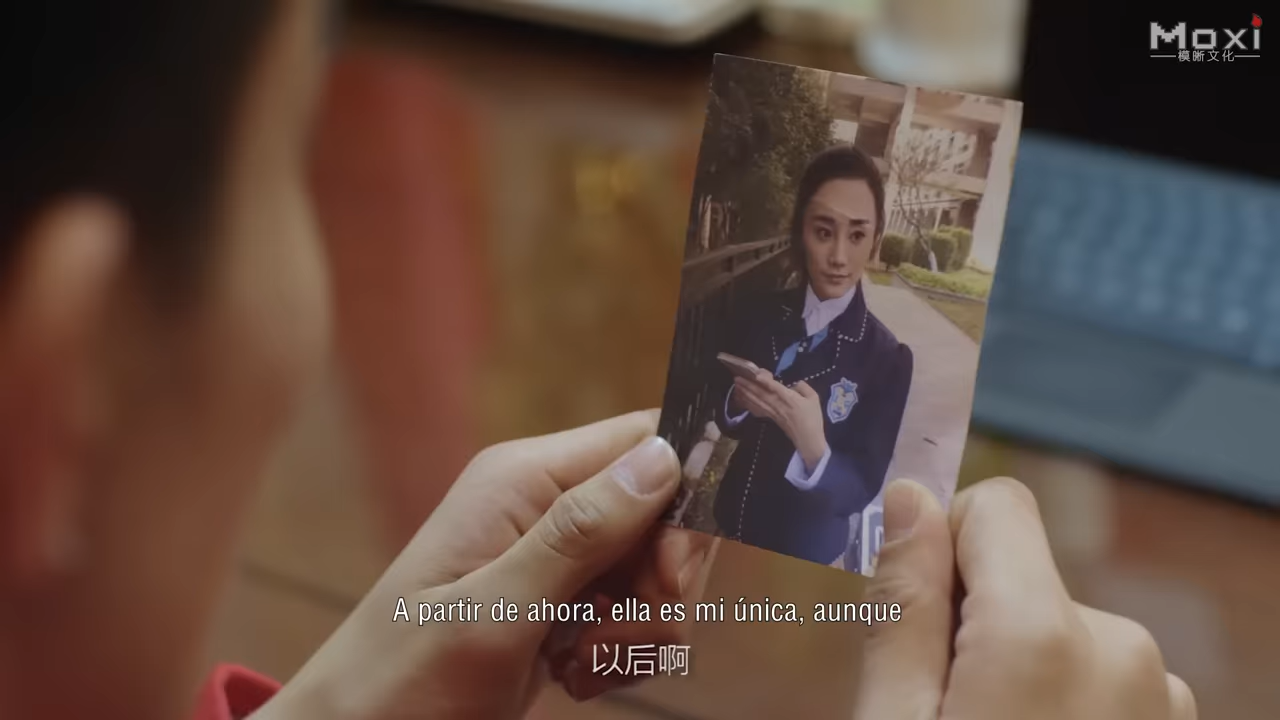 Moxi
模晰文化
A partir de ahora, ella es mi única, aunque
以后啊